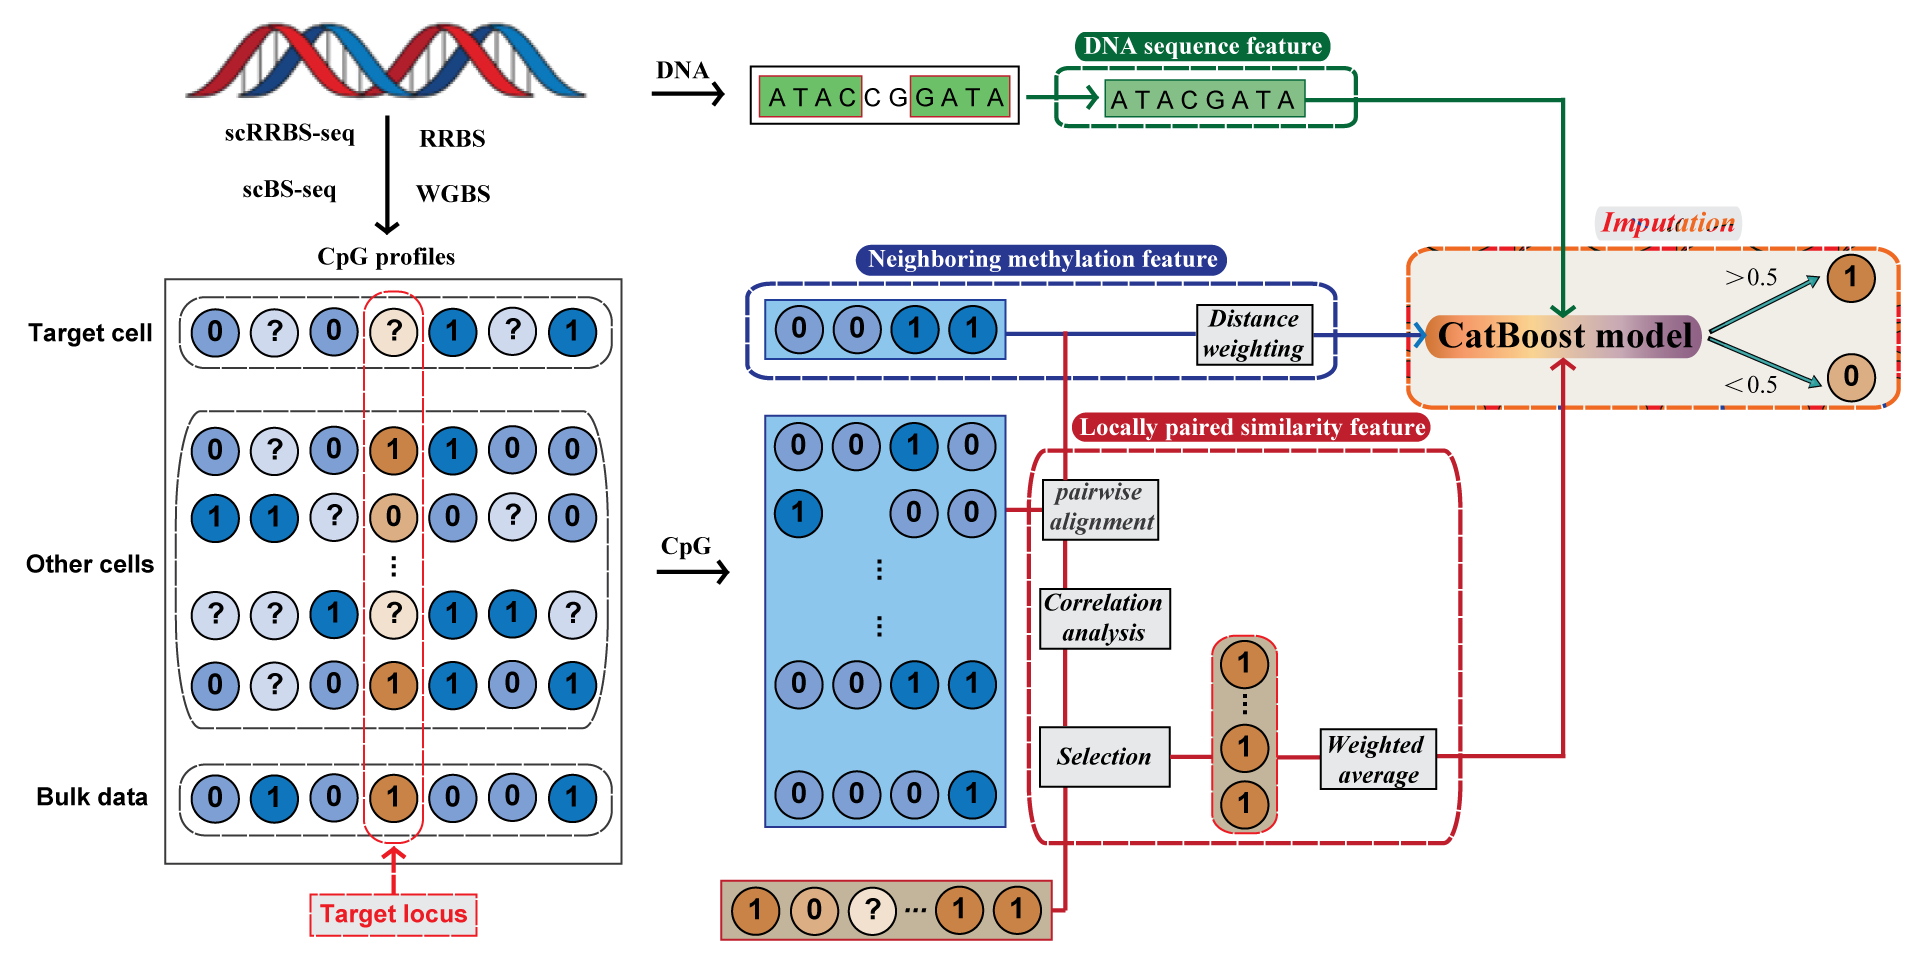 scRRBS-seq RRBS
scBS-seq WGBS
CpG profiles
Target cell
0 ? 0 ? 1 ? 1
Other cells
0 ? 0 1 1 0 0
1 1 ? 0 0 ? 0
...
? ? 1 ? 1 1 ?
0 ? 0 1 1 0 1
Bulk data
0 1 0 1 0 0 1
Target locus
DNA
A T A C C G G A T A
DNA sequence feature
A T A C G A T A
CpG
Neighboring methylation feature
0 0 1 1
Distance
weighting
0 0 1 0
1 0 0
...
...
0 0 1 1
0 0 0 1
1 0 ? ... 1 1
Locally paired similarity feature
pairwise
alignment
Correlation
analysis
Selection
1
...
1
1
Weighted
average
Imputation
CatBoost model
>0.5
1
<0.5
0